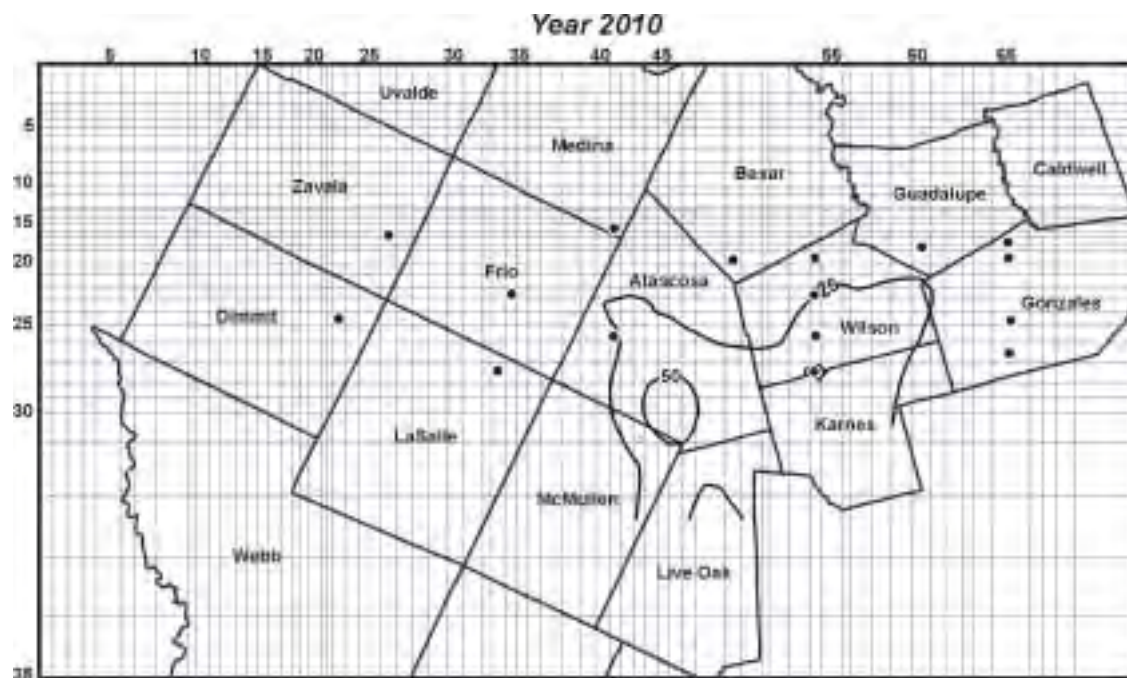 Year 2010
5 10 15 20 25 30 35 40 45 55 60 65
Uvalde
5
Medina
Bexar
Caldwell
10
Zavala
Guadalupe
15
20
Frio
Atascosa
25
Gonzales
Dimmit
25
Wilson
50
30
LaSalle
Karnes
McMullen
Webb
Live Oak